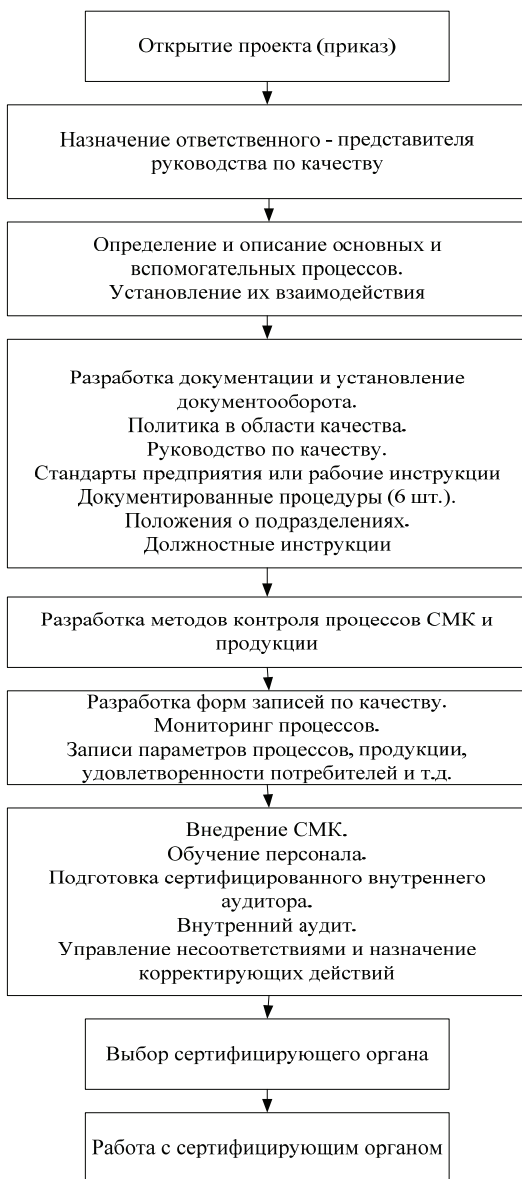 Открытие проекта (приказ)
Назначение ответственного - представителя
руководства по качеству
Определение и описание основных и
вспомогательных процессов.
Установление их взаимодействия
Разработка документации и установление
документооборота.
Политика в области качества.
Руководство по качеству.
Стандарты предприятия или рабочие инструкции
Документированные процедуры (6 шт.).
Положения о подразделениях.
Должностные инструкции
Разработка методов контроля процессов СМК и
продукции
Разработка форм записей по качеству.
Мониторинг процессов.
Записи параметров процессов, продукции,
удовлетворенности потребителей и т.д.
Внедрение СМК.
Обучение персонала.
Подготовка сертифицированного внутреннего
аудитора.
Внутренний аудит.
Управление несоответствиями и назначение
корректирующих действий
Выбор сертифицирующего органа
Работа с сертифицирующим органом